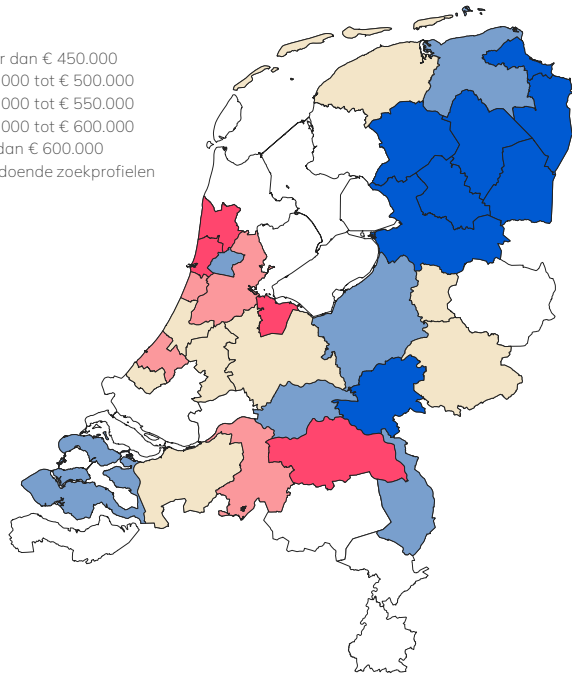 r dan € 450.000
000 tot € 500.000
000 tot € 550.000
000 tot € 600.000
dan € 600.000
doende zoekprofielen